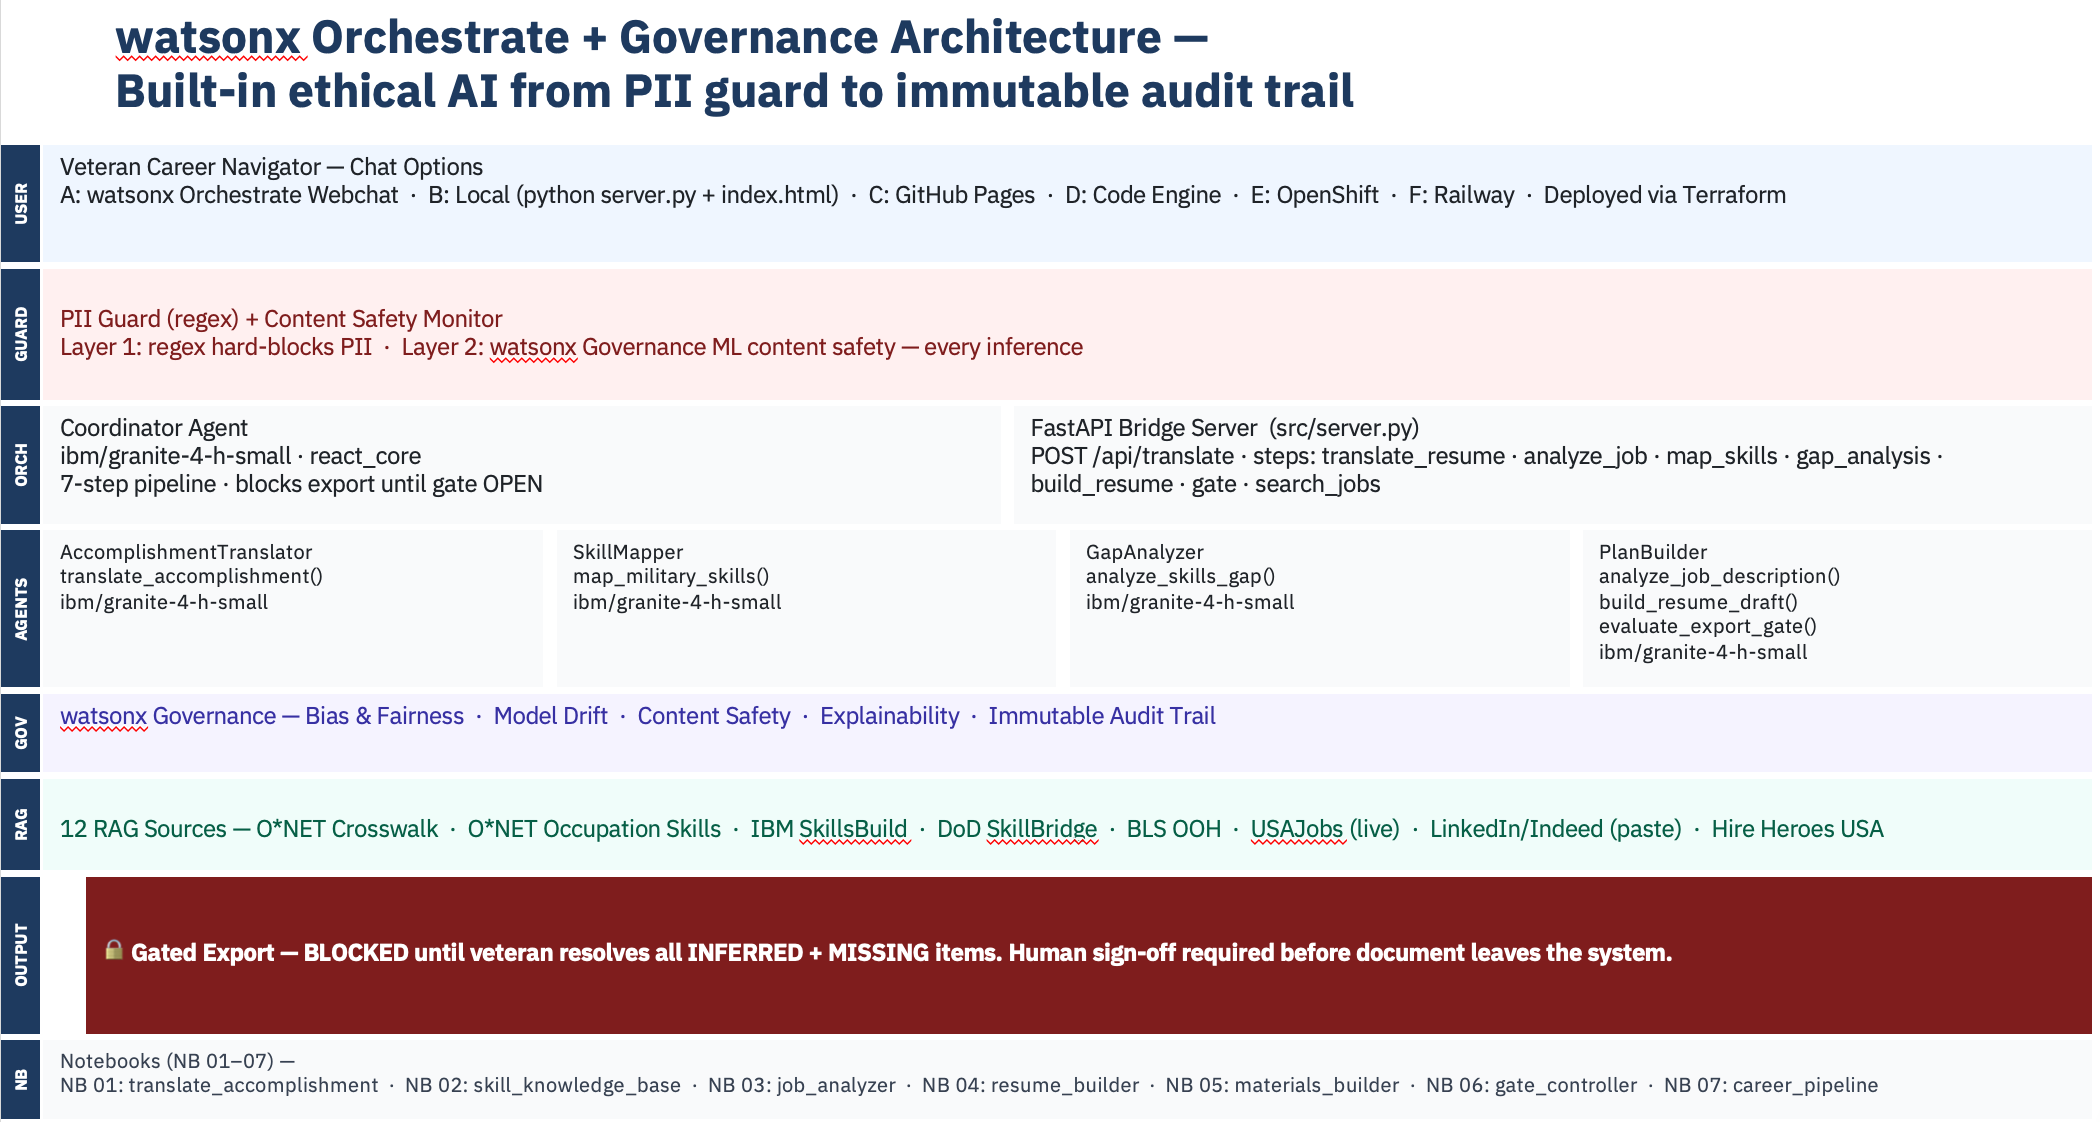 watsonx Orchestrate + Governance Architecture —
Built-in ethical AI from PII guard to immutable audit trail
USER
Veteran Career Navigator — Chat Options
A: watsonx Orchestrate Webchat · B: Local (python server.py + index.html) · C: GitHub Pages · D: Code Engine · E: OpenShift · F: Railway · Deployed via Terraform
GUARD
PII Guard (regex) + Content Safety Monitor
Layer 1: regex hard-blocks PII · Layer 2: watsonx Governance ML content safety — every inference
ORCH
Coordinator Agent
ibm/granite-4-h-small · react_core
7-step pipeline · blocks export until gate OPEN
FastAPI Bridge Server (src/server.py)
POST /api/translate · steps: translate_resume · analyze_job · map_skills · gap_analysis ·
build_resume · gate · search_jobs
AGENTS
AccomplishmentTranslator
translate_accomplishment()
ibm/granite-4-h-small
SkillMapper
map_military_skills()
ibm/granite-4-h-small
GapAnalyzer
analyze_skills_gap()
ibm/granite-4-h-small
PlanBuilder
analyze_job_description()
build_resume_draft()
evaluate_export_gate()
ibm/granite-4-h-small
GOV
watsonx Governance — Bias & Fairness · Model Drift · Content Safety · Explainability · Immutable Audit Trail
RAG
12 RAG Sources — O*NET Crosswalk · O*NET Occupation Skills · IBM SkillsBuild · DoD SkillBridge · BLS OOH · USAJobs (live) · LinkedIn/Indeed (paste) · Hire Heroes USA
OUTPUT
🔒 Gated Export — BLOCKED until veteran resolves all INFERRED + MISSING items. Human sign-off required before document leaves the system.
NB
Notebooks (NB 01–07) —
NB 01: translate_accomplishment · NB 02: skill_knowledge_base · NB 03: job_analyzer · NB 04: resume_builder · NB 05: materials_builder · NB 06: gate_controller · NB 07: career_pipeline